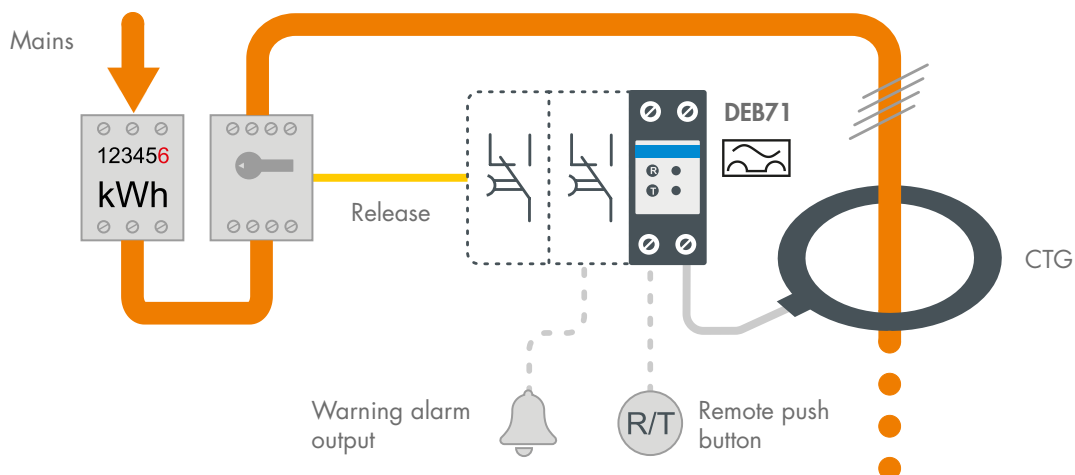 Mains
123456
kWh
Release
DEB71
R
T
CTG
Warning alarm
output
R/T
Remote push
button